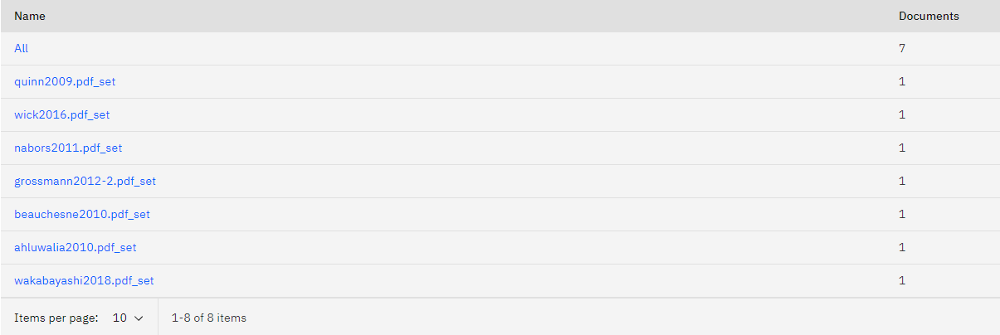 Name Documents
All 7
quinn2009.pdf_set 1
wick2016.pdf_set 1
nabors2011.pdf_set 1
grossmann2012-2.pdf_set 1
beauchesne2010.pdf_set 1
ahluwalia2010.pdf_set 1
wakabayashi2018.pdf_set 1
Items per page: 10 1-8 of 8 items